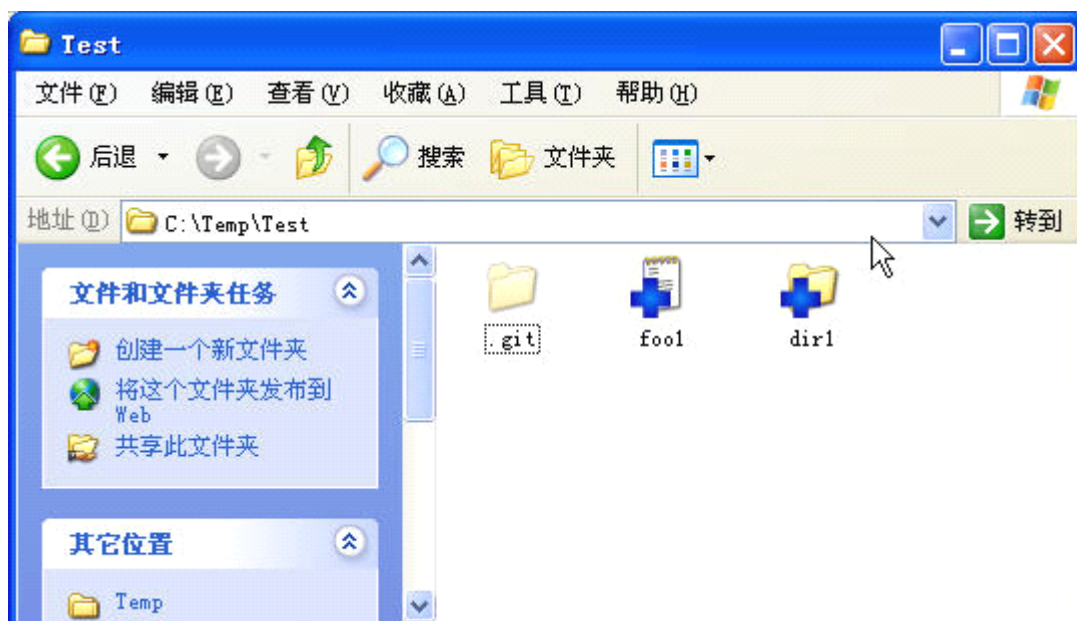 Test
文件(F) 编辑(E) 查看(V) 收藏(A) 工具(T) 帮助(H)
后退 搜索 文件夹
地址(D) C:\Temp\Test 转到
文件和文件夹任务
创建一个新文件夹
将这个文件夹发布到
Web
共享此文件夹
其它位置
Temp
.git foo1 dir1